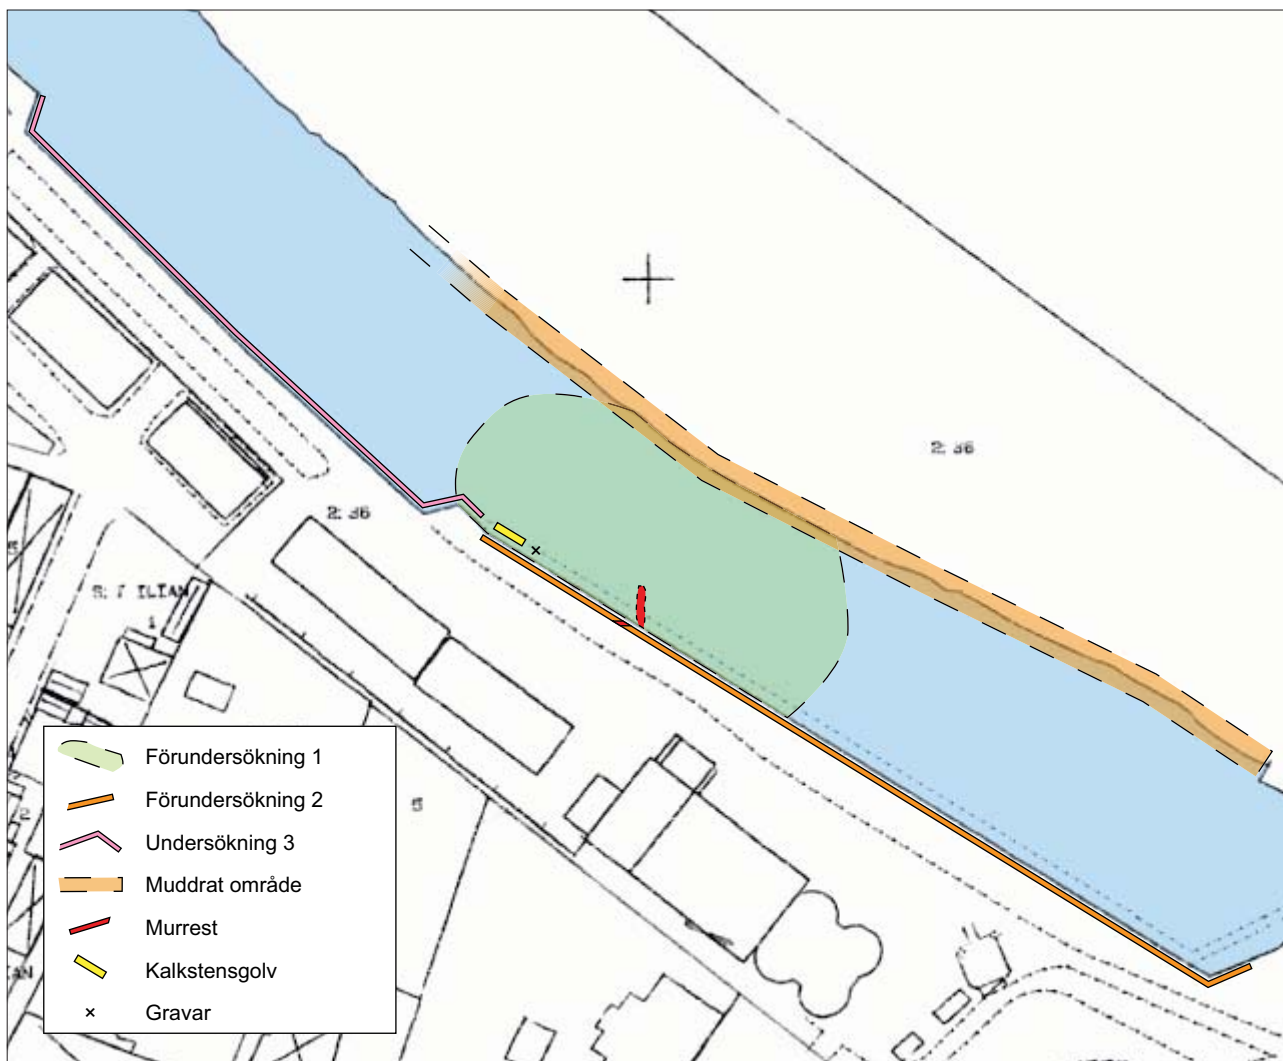 2: 36
2: 36
5
Förundersökning 1
Förundersökning 2
Undersökning 3
Muddrat område
Murrest
Kalkstensgolv
Gravar